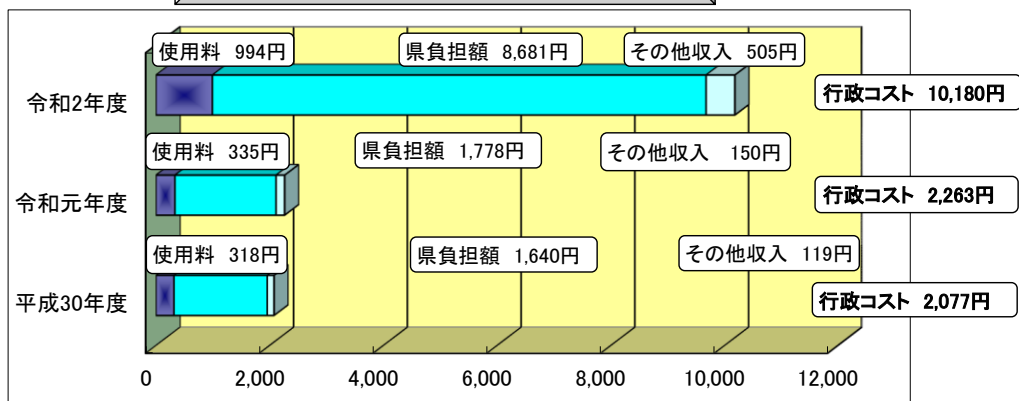 使用料 994円 県負担額 8,681円 その他収入 505円
令和2年度 行政コスト 10,180円
使用料 335円 県負担額 1,778円 その他収入 150円
令和元年度 行政コスト 2,263円
使用料 318円 県負担額 1,640円 その他収入 119円
平成30年度 行政コスト 2,077円
0 2,000 4,000 6,000 8,000 10,000 12,000